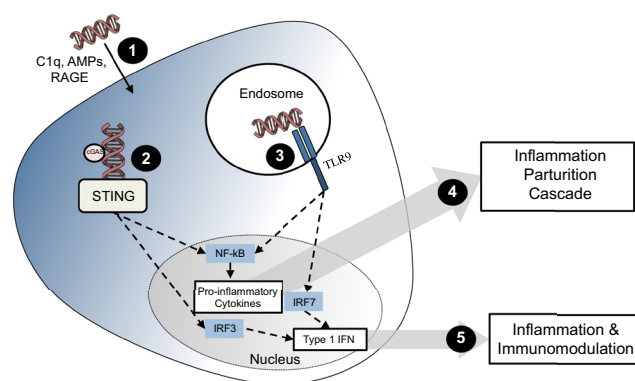 1
C1q, AMPs,
RAGE
Endosome
cGAS
2
3
TLR9
STING
4
Inflammation
Parturition
Cascade
NF-kB
Pro-inflammatory
Cytokines
IRF7
IRF3
Type 1 IFN
Nucleus
5
Inflammation &
Immunomodulation